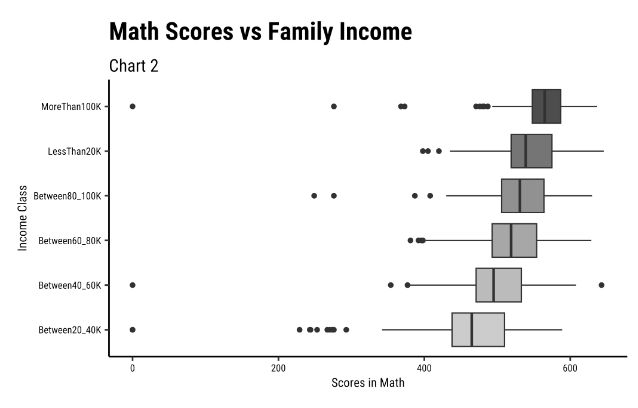 Math Scores vs Family Income
Chart 2
Income Class
MoreThan100K
LessThan20K
Between80_100K
Between60_80K
Between40_60K
Between20_40K
0 200 400 600
Scores in Math